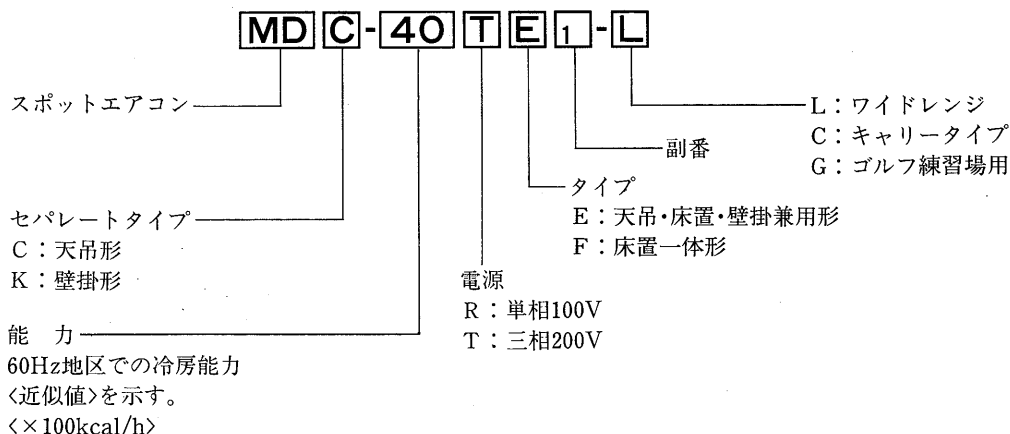 MDC-40TE1-L
スポットエアコン
L：ワイドレンジ
C：キャリータイプ
G：ゴルフ練習場用
副番
タイプ
E：天吊・床置・壁掛兼用形
F：床置一体形
セパレートタイプ
C：天吊形
K：壁掛形
電源
R：単相100V
T：三相200V
能　力
60Hz地区での冷房能力
〈近似値〉を示す。
〈×100kcal/h〉